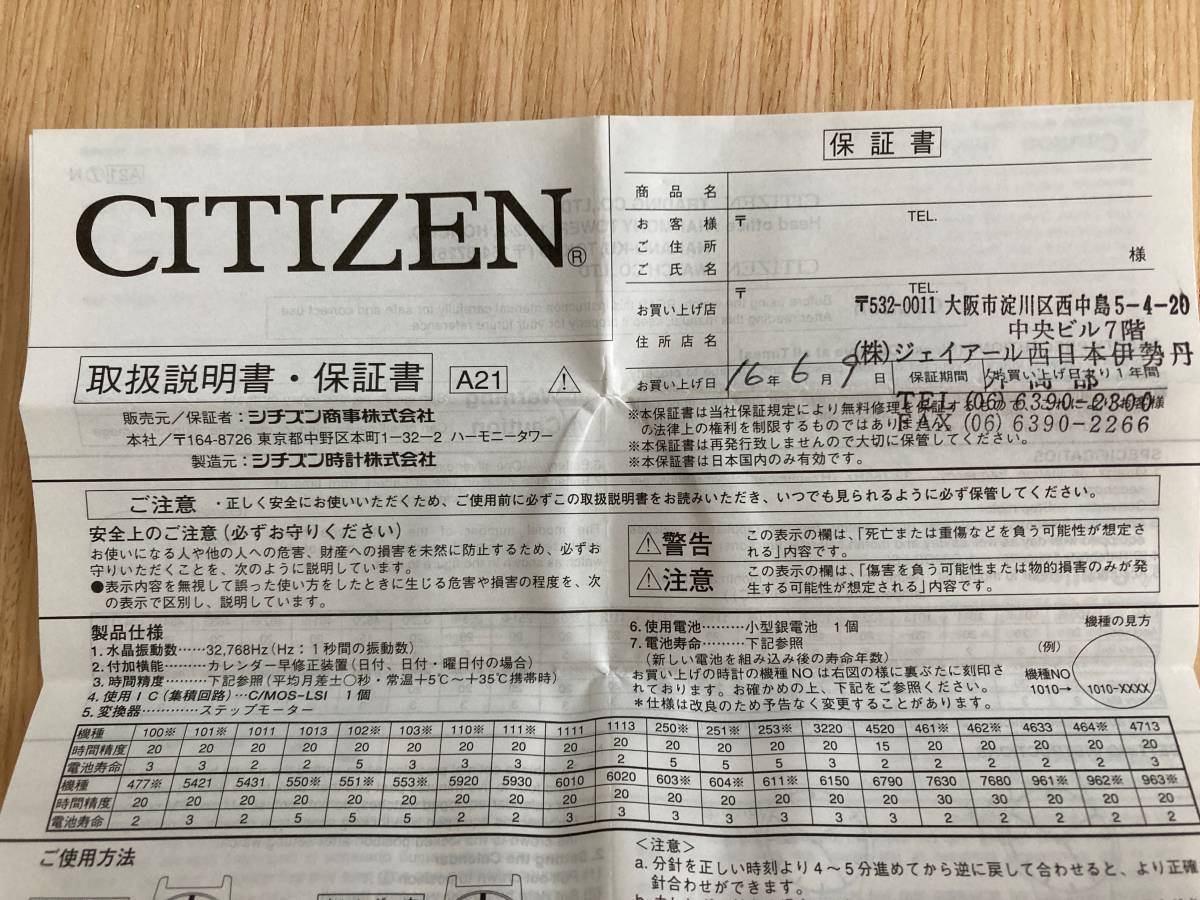 CITIZEN®
取扱説明書・保証書 A21
販売元／保証者：シチズン商事株式会社
本社／〒164-8726 東京都中野区本町1-32-2 ハーモニータワー
製造元：シチズン時計株式会社
保証書
商品名
お客様 〒 TEL.
ご住所
ご氏名 様
お買い上げ店 〒 TEL.
住所店名
〒532-0011 大阪市淀川区西中島5-4-20
中央ビル7階
(株)ジェイアール西日本伊勢丹
外商部
TEL (06) 6390-2300
FAX (06) 6390-2266
お買い上げ日 16年6月9日 保証期間 お買い上げ日より1年間
※本保証書は当社保証規定により無料修理を保証するものです。
の法律上の権利を制限するものではありません。
※本保証書は再発行致しませんので大切に保管してください。
※本保証書は日本国内のみ有効です。
ご注意 ・正しく安全にお使いいただくため、ご使用前に必ずこの取扱説明書をお読みいただき、いつでも見られるように必ず保管してください。
安全上のご注意（必ずお守りください）
お使いになる人や他の人への危害、財産への損害を未然に防止するため、必ずお
守りいただくことを、次のように説明しています。
●表示内容を無視して誤った使い方をしたときに生じる危害や損害の程度を、次
の表示で区別し、説明しています。
⚠警告 この表示の欄は、「死亡または重傷などを負う可能性が想定さ
れる」内容です。
⚠注意 この表示の欄は、「傷害を負う可能性または物的損害のみが発
生する可能性が想定される」内容です。
製品仕様
1. 水晶振動数……32,768Hz（Hz：1秒間の振動数）
2. 付加機能………カレンダー早修正装置（日付、日付・曜日付の場合）
3. 時間精度………下記参照（平均月差±○秒・常温＋5℃〜＋35℃携帯時）
4. 使用IC（集積回路）…C/MOS-LSI 1個
5. 変換器…………ステップモーター
6. 使用電池………小型銀電池 1個
7. 電池寿命………下記参照
（新しい電池を組み込み後の寿命年数）
お買い上げの時計の機種NOは右図の様に裏ぶたに刻印さ
れております。お確かめの上、下記をご参照ください。
＊仕様は改良のため予告なく変更することがあります。
機種の見方
（例）
機種NO
1010→ 1010-XXXX
機種 100※ 101※ 1011 1013 102※ 103※ 110※ 111※ 1111 1113 250※ 251※ 253※ 3220 4520 461※ 462※ 4633 464※ 4713
時間精度 20 20 20 20 20 20 20 20 20 20 20 20 20 20 15 20 20 20 20 20
電池寿命 3 3 2 2 5 3 3 3 2 2 5 5 3 2 2 2 2 2 2 3
機種 477※ 5421 5431 550※ 551※ 553※ 5920 5930 6010 6020 603※ 604※ 611※ 6150 6790 7630 7680 961※ 962※ 963※
時間精度 20 20 20 20 20 20 20 20 20 20 20 20 20 20 20 30 30 20 20 20
電池寿命 2 3 2 5 5 5 2 2 3 3 3 2 3 3 2 2 2 2 2 2
ご使用方法
＜注意＞
a. 分針を正しい時刻より4〜5分進めてから逆に戻して合わせると、より正確
針合わせができます。